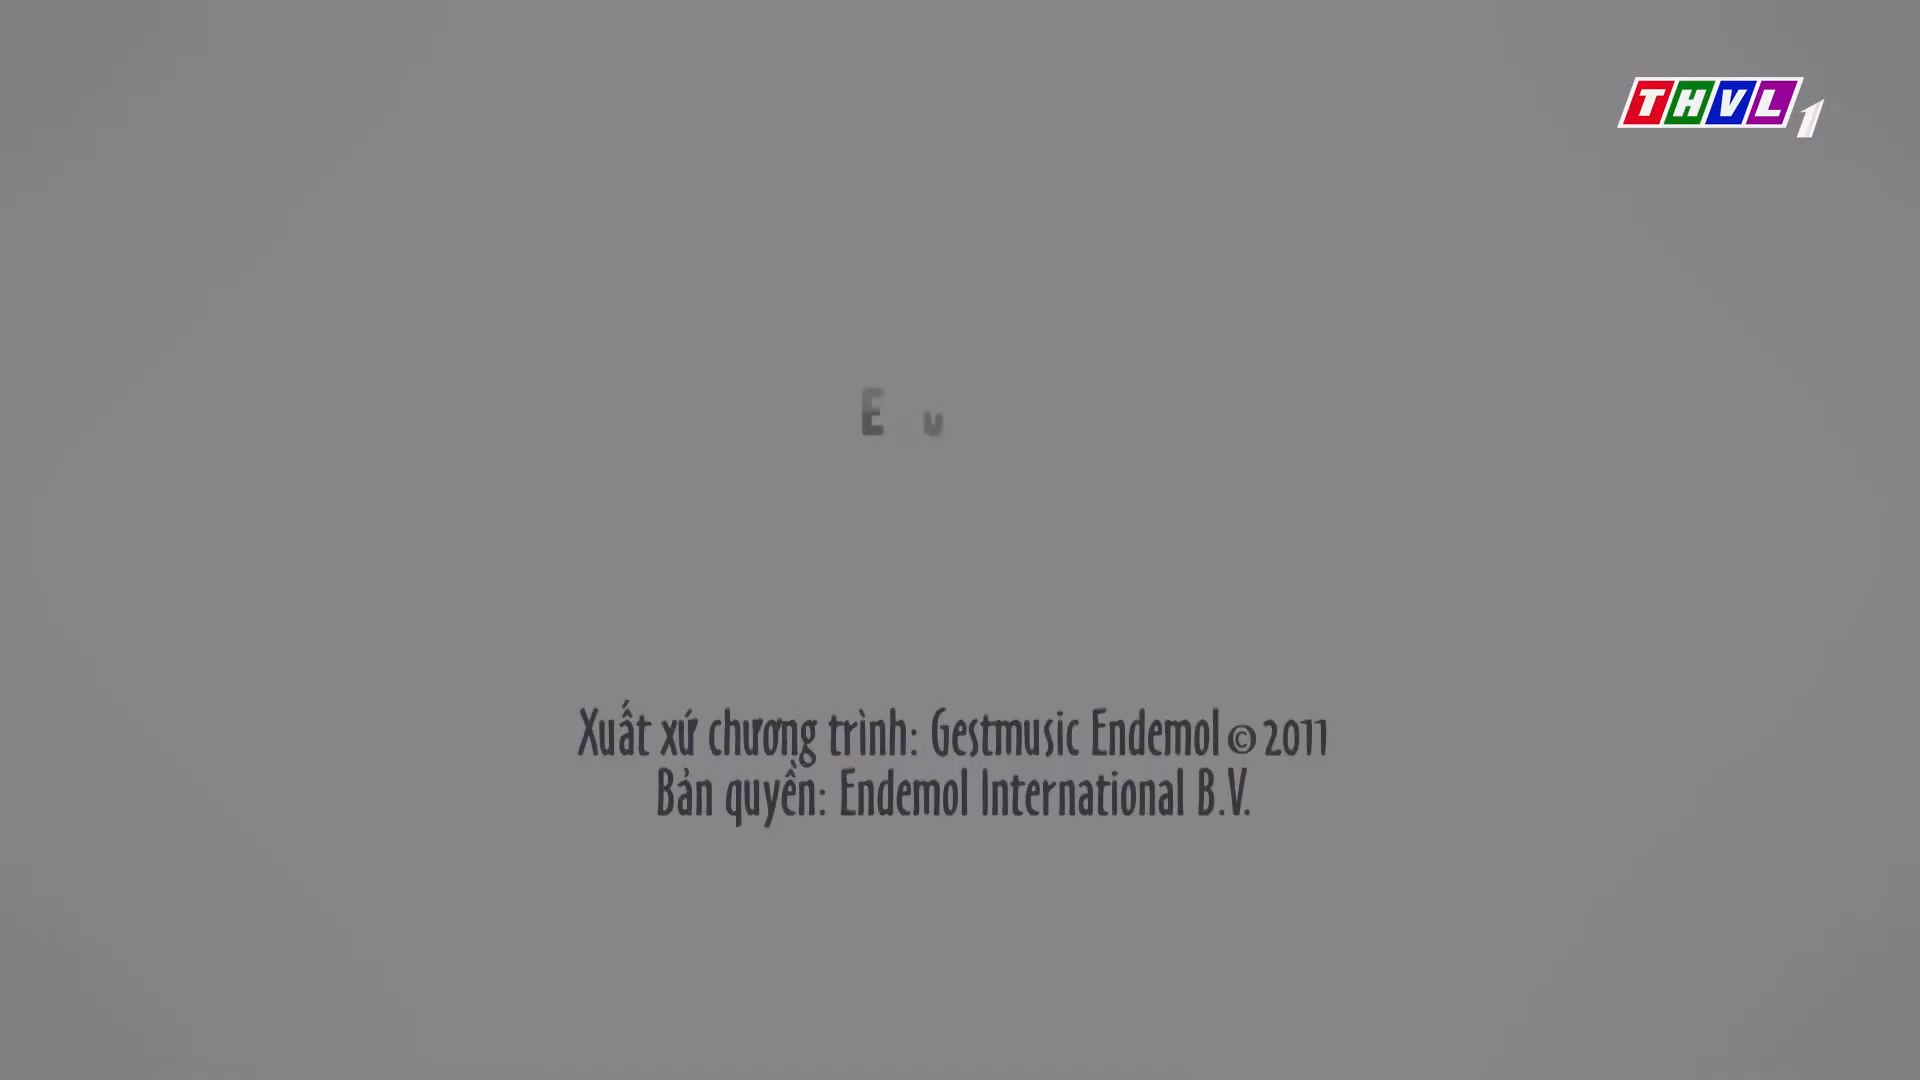 THVL1
E u
Xuất xứ chương trình: Gestmusic Endemol © 2011
Bản quyền: Endemol International B.V.